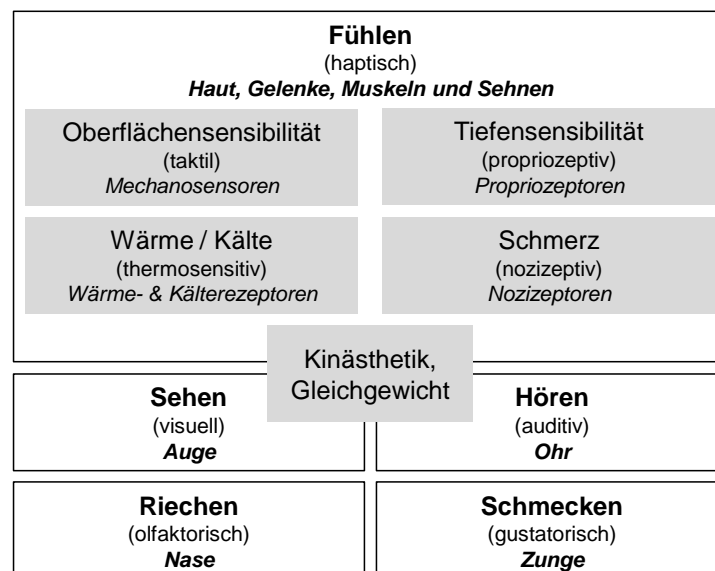 Fühlen
(haptisch)
Haut, Gelenke, Muskeln und Sehnen
Oberflächensensibilität
(taktil)
Mechanosensoren
Tiefensensibilität
(propriozeptiv)
Propriozeptoren
Wärme / Kälte
(thermosensitiv)
Wärme- & Kälterezeptoren
Schmerz
(nozizeptiv)
Nozizeptoren
Kinästhetik,
Gleichgewicht
Sehen
(visuell)
Auge
Hören
(auditiv)
Ohr
Riechen
(olfaktorisch)
Nase
Schmecken
(gustatorisch)
Zunge